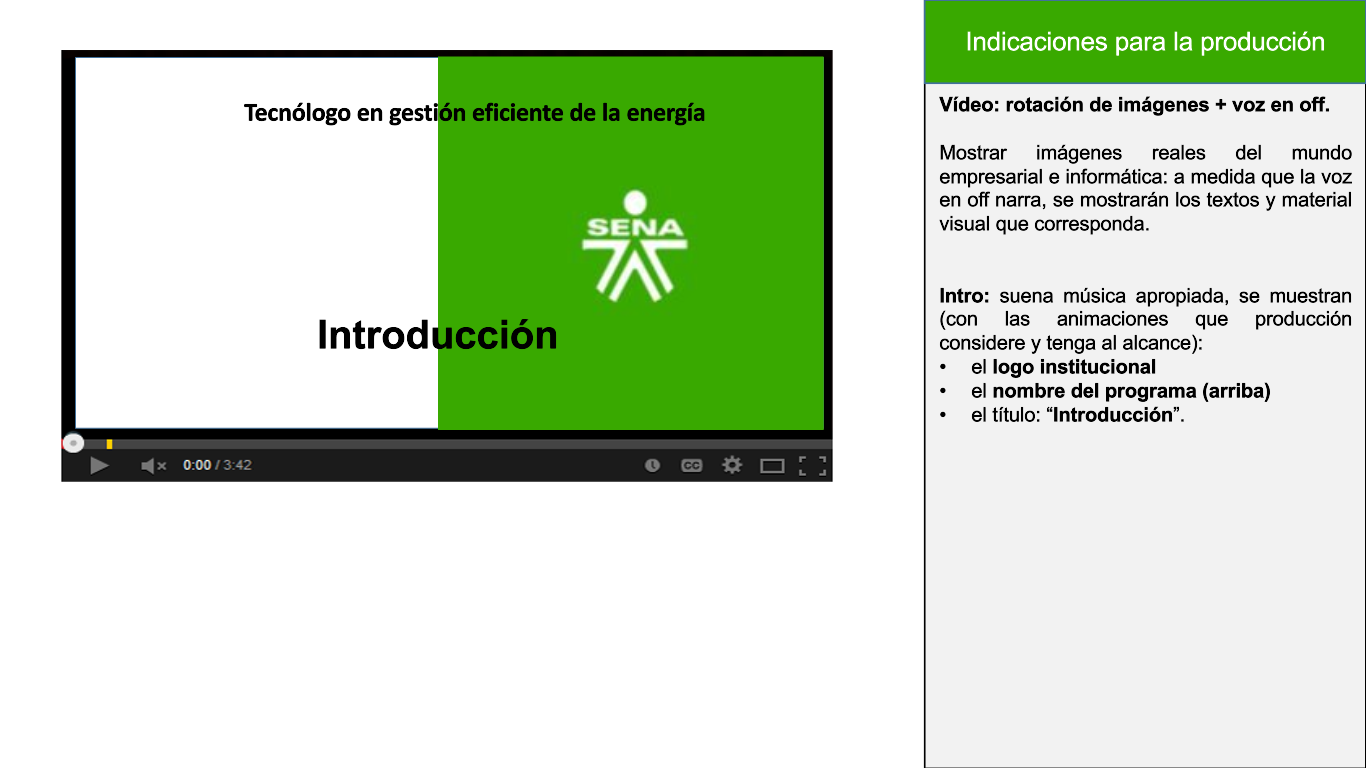 Tecnólogo en gestión eficiente de la energía
SENA
Introducción
0:00 / 3:42
CC
Indicaciones para la producción
Vídeo: rotación de imágenes + voz en off.
Mostrar imágenes reales del mundo
empresarial e informática: a medida que la voz
en off narra, se mostrarán los textos y material
visual que corresponda.
Intro: suena música apropiada, se muestran
(con las animaciones que producción
considere y tenga al alcance):
• el logo institucional
• el nombre del programa (arriba)
• el título: “Introducción”.